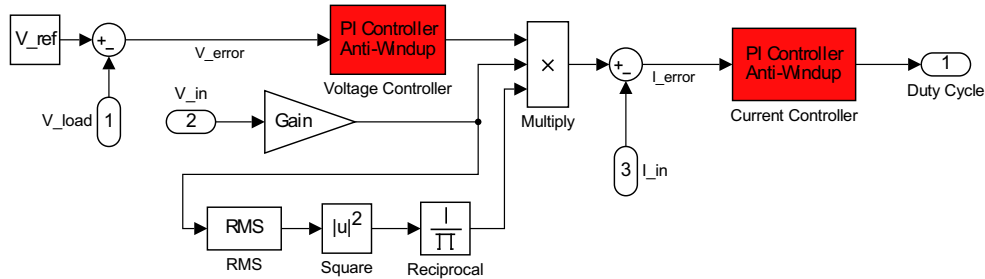 V_ref
+
−
V_error
PI Controller
Anti-Windup
Voltage Controller
V_load
1
V_in
2
Gain
×
Multiply
+
−
I_error
3
I_in
PI Controller
Anti-Windup
Current Controller
1
Duty Cycle
RMS
RMS
|u|²
Square
1
∏
Reciprocal